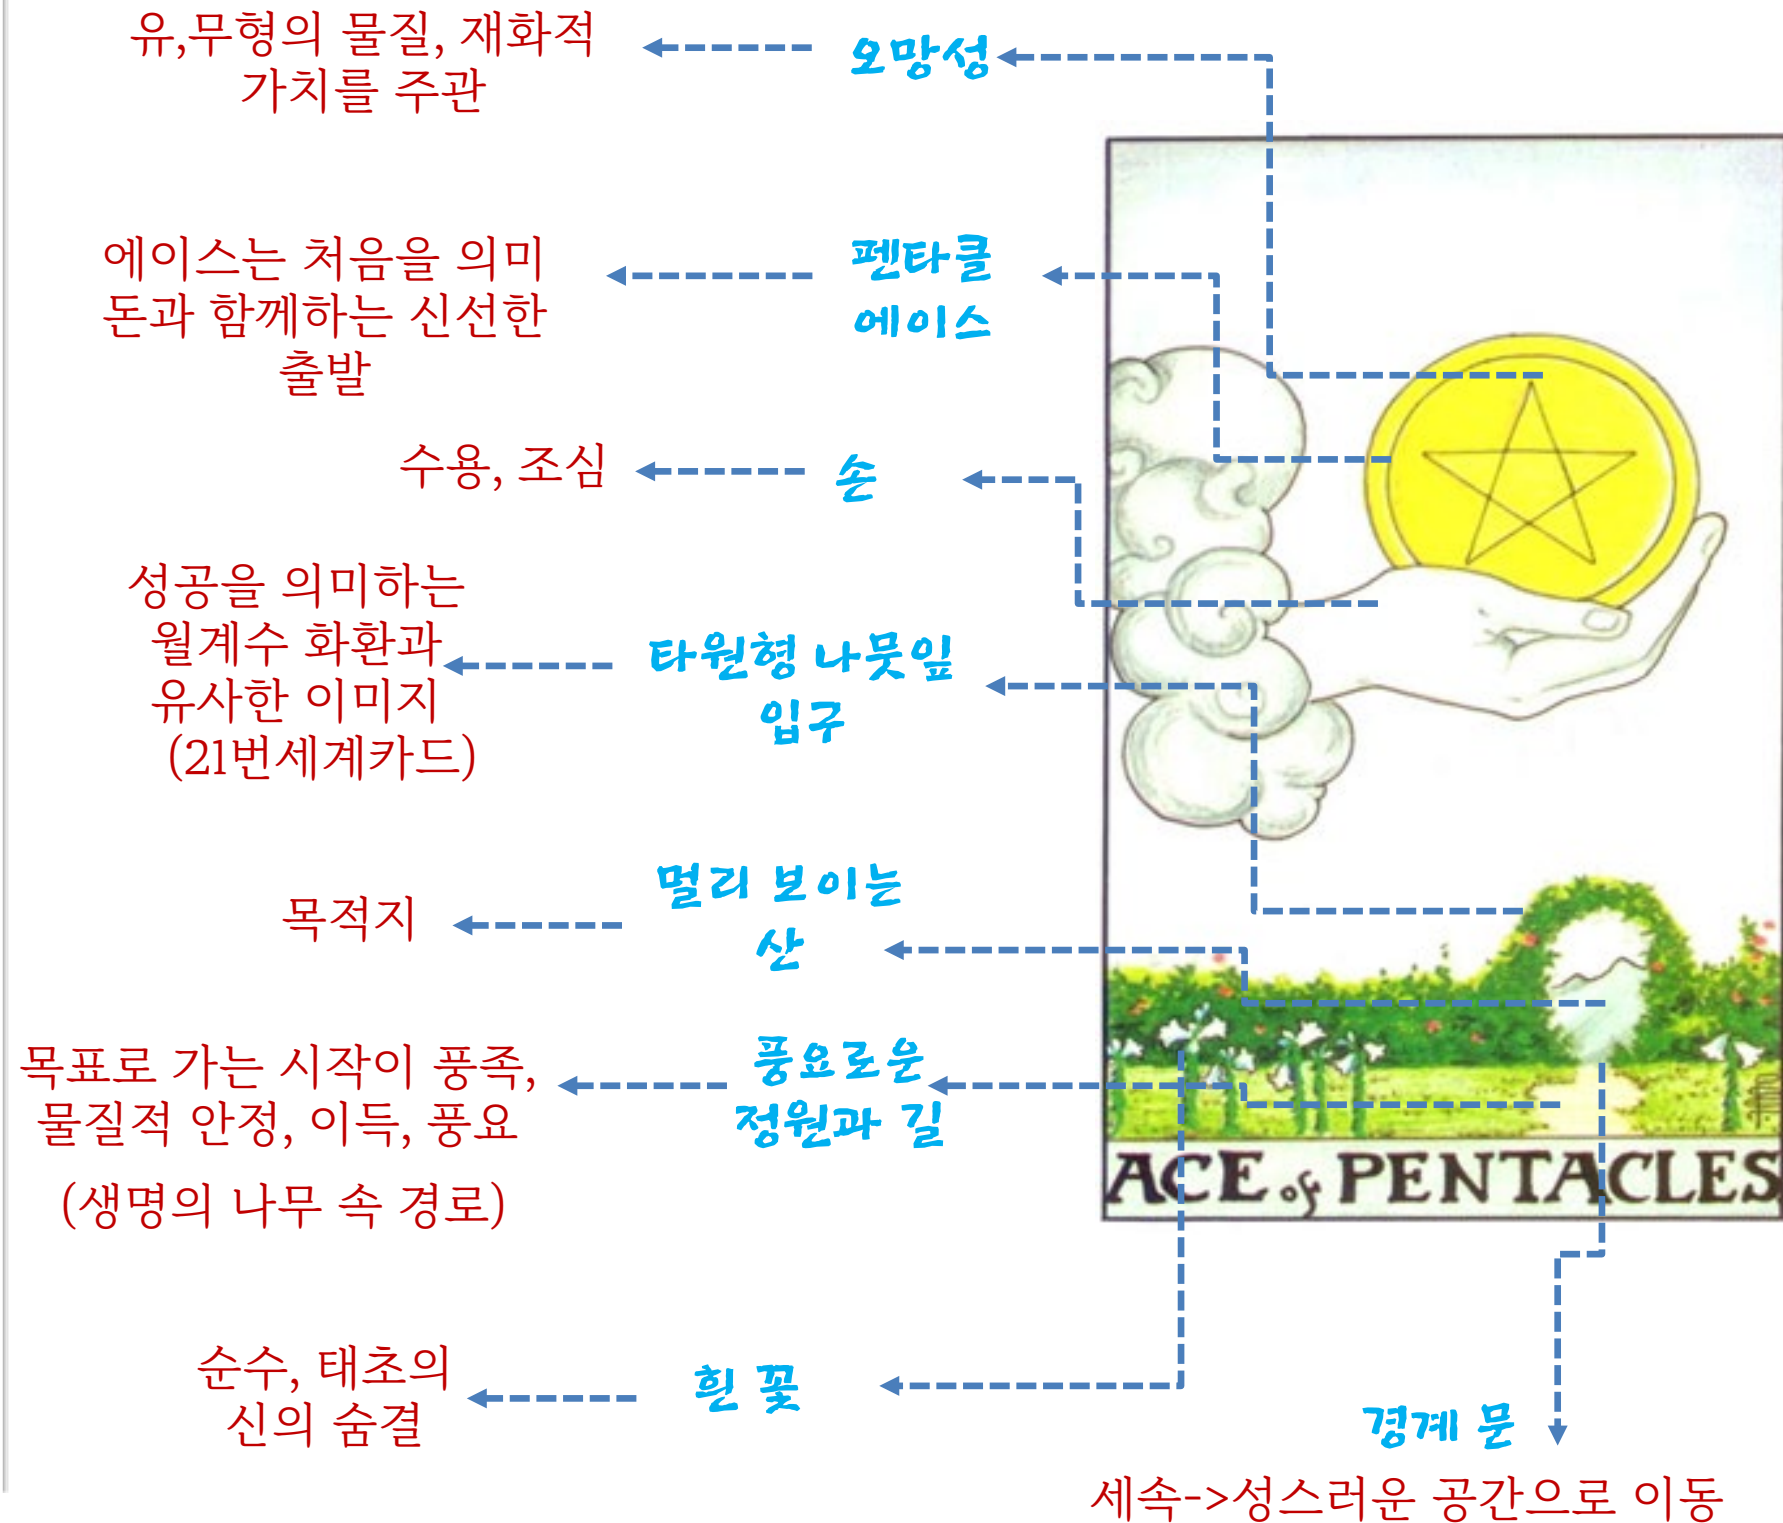 유,무형의 물질, 재화적
가치를 주관
오망성
에이스는 처음을 의미
돈과 함께하는 신선한
출발
펜타클
에이스
수용, 조심
손
성공을 의미하는
월계수 화환과
유사한 이미지
(21번세계카드)
타원형 나뭇잎
입구
목적지
멀리 보이는
산
목표로 가는 시작이 풍족,
물질적 안정, 이득, 풍요
(생명의 나무 속 경로)
풍요로운
정원과 길
ACE of PENTACLES
순수, 태초의
신의 숨결
흰 꽃
경계 문
세속->성스러운 공간으로 이동